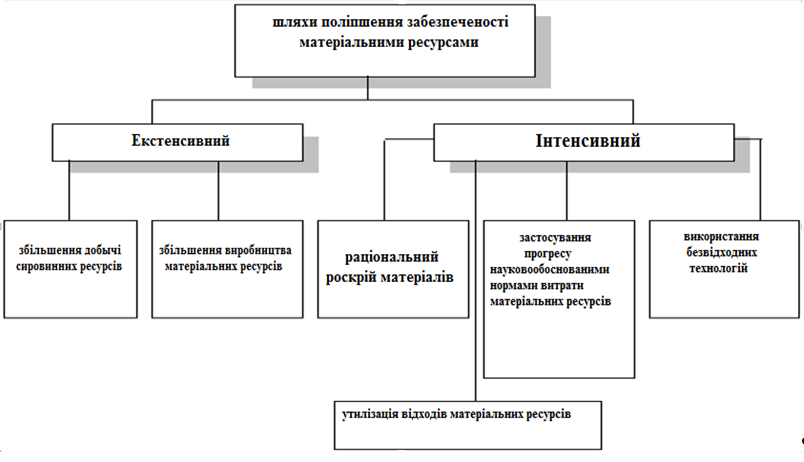 шляхи поліпшення забезпеченості
матеріальними ресурсами
Екстенсивний
Інтенсивний
збільшення добычі
сировинних ресурсів
збільшення виробництва
матеріальних ресурсів
раціональний
роскрій матеріалів
застосування
прогресу
науковообоснованими
нормами витрати
матеріальних ресурсів
використання
безвідходних
технологій
утилізація відходів матеріальних ресурсів